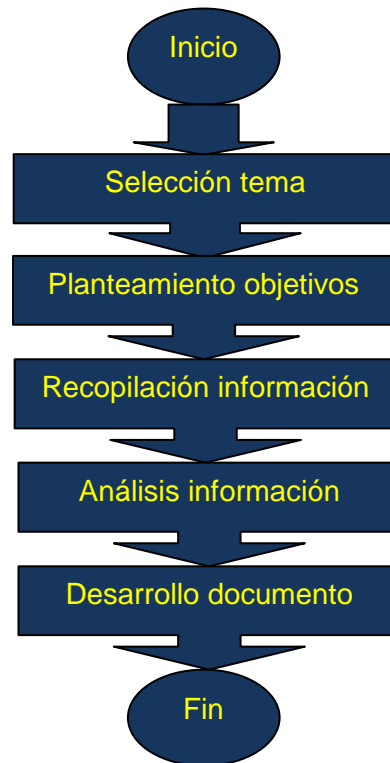 Inicio
Selección tema
Planteamiento objetivos
Recopilación información
Análisis información
Desarrollo documento
Fin